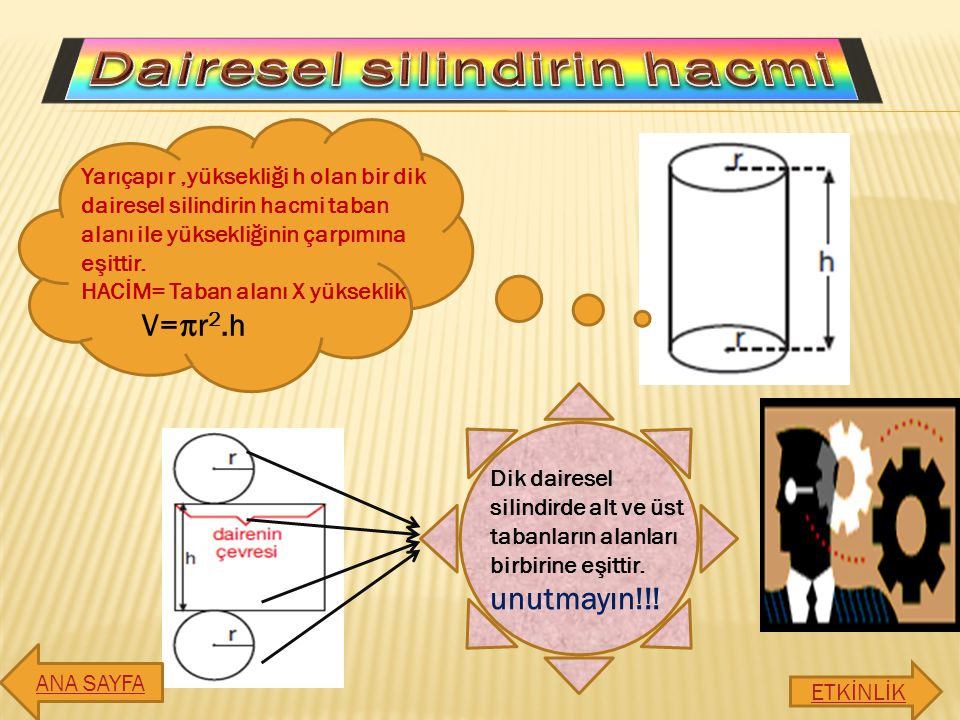 Dairesel silindirin hacmi
Yarıçapı r ,yüksekliği h olan bir dik
dairesel silindirin hacmi taban
alanı ile yüksekliğinin çarpımına
eşittir.
HACİM= Taban alanı X yükseklik
V=πr².h
r
h
r
r
dairenin
çevresi
h
r
Dik dairesel
silindirde alt ve üst
tabanların alanları
birbirine eşittir.
unutmayın!!!
ANA SAYFA
ETKİNLİK